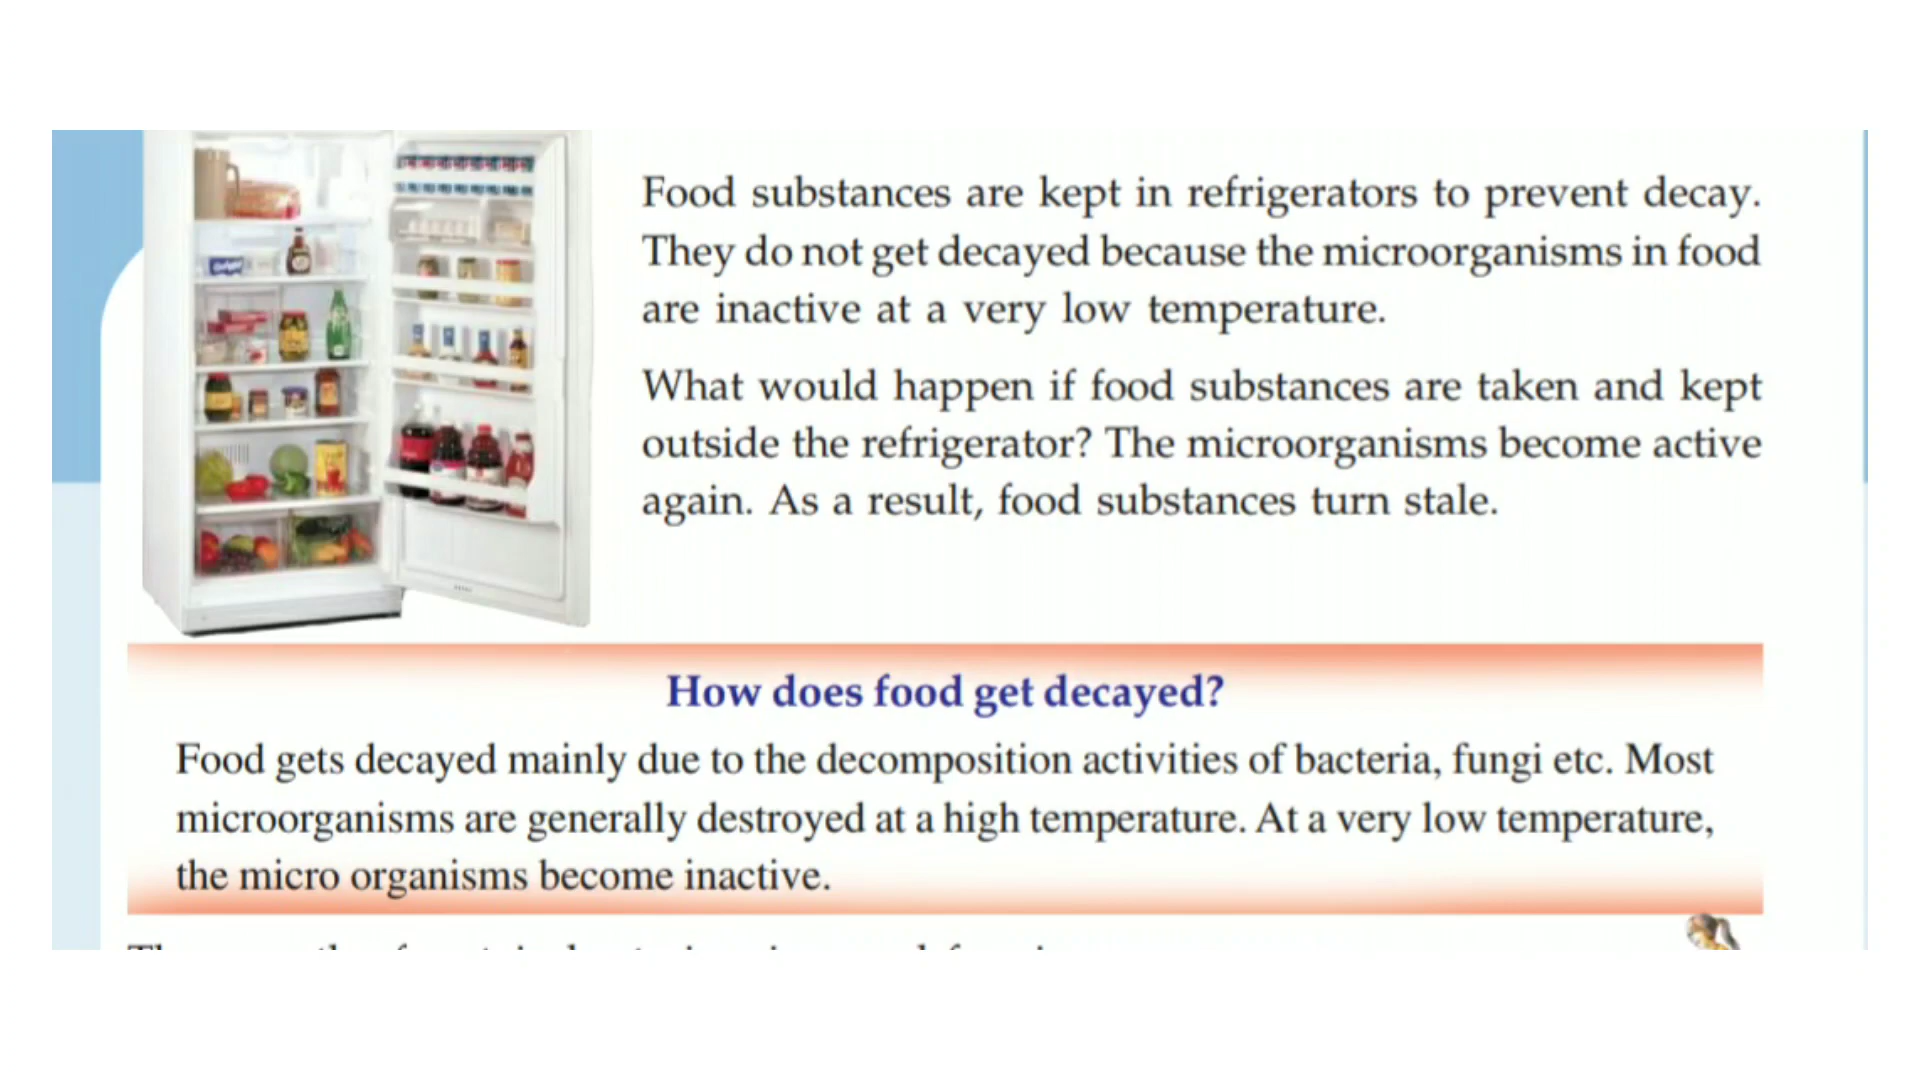 Food substances are kept in refrigerators to prevent decay.
They do not get decayed because the microorganisms in food
are inactive at a very low temperature.
What would happen if food substances are taken and kept
outside the refrigerator? The microorganisms become active
again. As a result, food substances turn stale.
How does food get decayed?
Food gets decayed mainly due to the decomposition activities of bacteria, fungi etc. Most
microorganisms are generally destroyed at a high temperature. At a very low temperature,
the micro organisms become inactive.